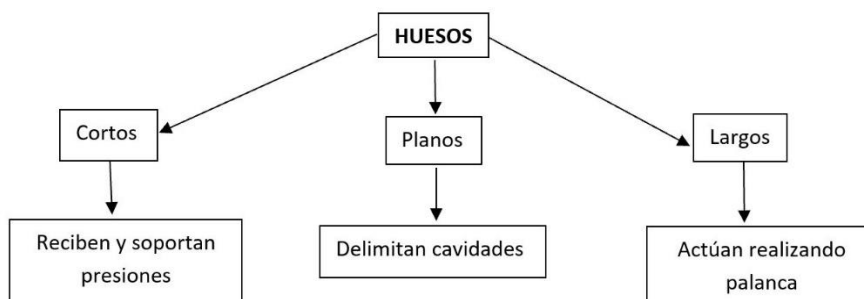 HUESOS
Cortos
Planos
Largos
Reciben y soportan
presiones
Delimitan cavidades
Actúan realizando
palanca